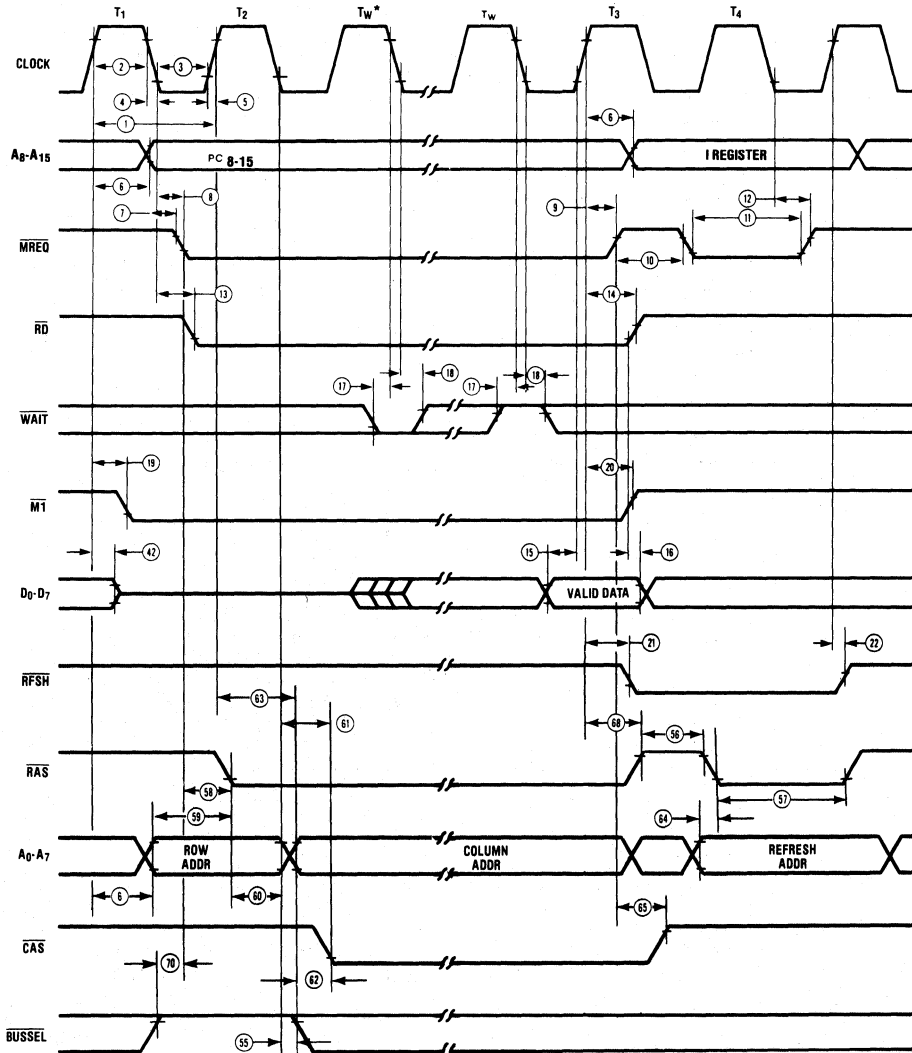 T1 T2 TW* TW T3 T4
CLOCK
2 3
4 5
1 6
A8-A15 PC 8-15 I REGISTER
6 8 12
7 9 11
MREQ
10
13 14
RD
17 18 17 18
WAIT
19 20
M1
42 15 16
D0-D7 VALID DATA
21 22
RFSH
63
61 68 56
RAS
58 57
59 64
A0-A7 ROW ADDR COLUMN ADDR REFRESH ADDR
6 60
65
CAS
70 62
BUSSEL
55